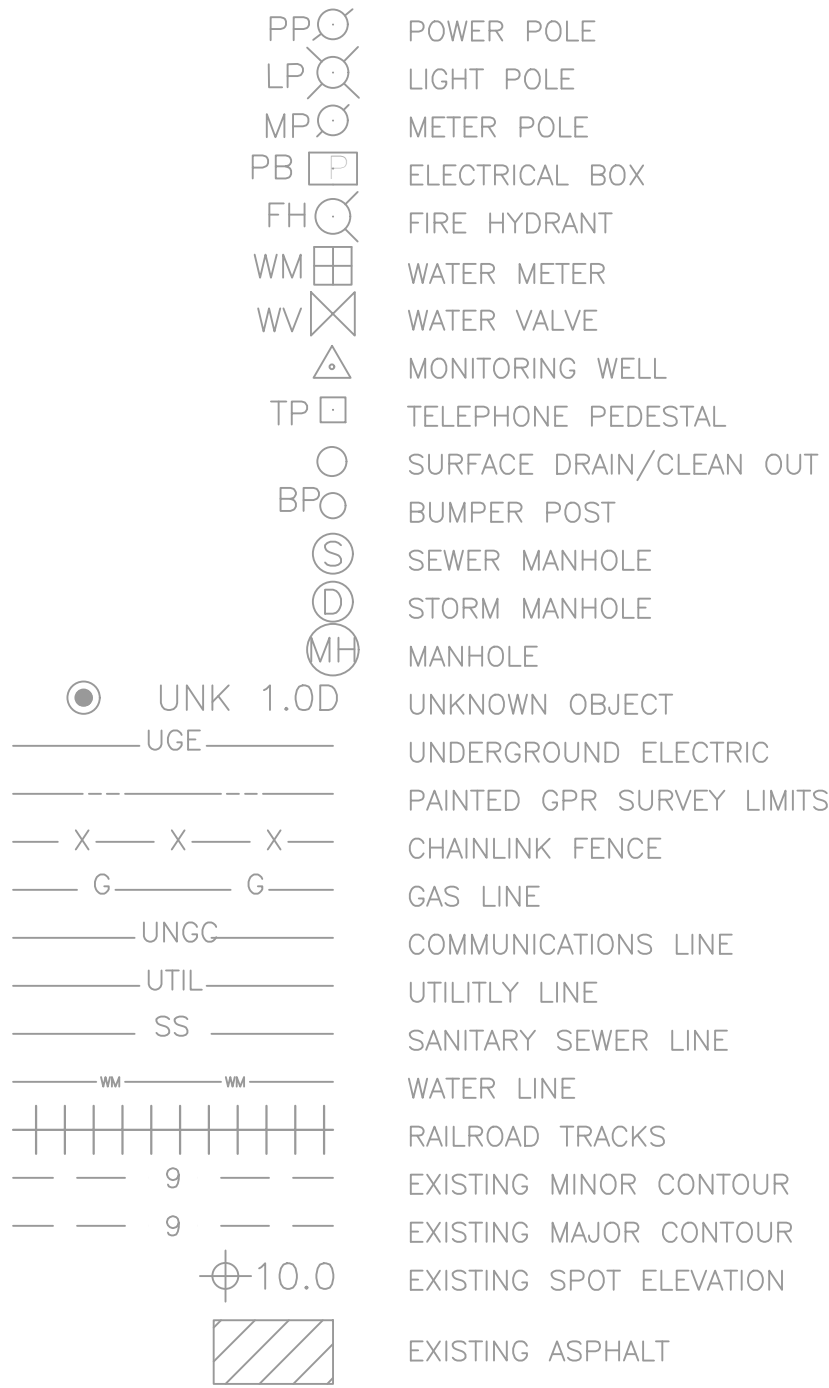 PP POWER POLE
LP LIGHT POLE
MP METER POLE
PB P ELECTRICAL BOX
FH FIRE HYDRANT
WM WATER METER
WV WATER VALVE
MONITORING WELL
TP TELEPHONE PEDESTAL
SURFACE DRAIN/CLEAN OUT
BP BUMPER POST
S SEWER MANHOLE
D STORM MANHOLE
MH MANHOLE
UNK 1.0D UNKNOWN OBJECT
UGE UNDERGROUND ELECTRIC
PAINTED GPR SURVEY LIMITS
X X X CHAINLINK FENCE
G G GAS LINE
UNGC COMMUNICATIONS LINE
UTIL UTILITLY LINE
SS SANITARY SEWER LINE
WM WM WATER LINE
RAILROAD TRACKS
9 EXISTING MINOR CONTOUR
9 EXISTING MAJOR CONTOUR
10.0 EXISTING SPOT ELEVATION
EXISTING ASPHALT